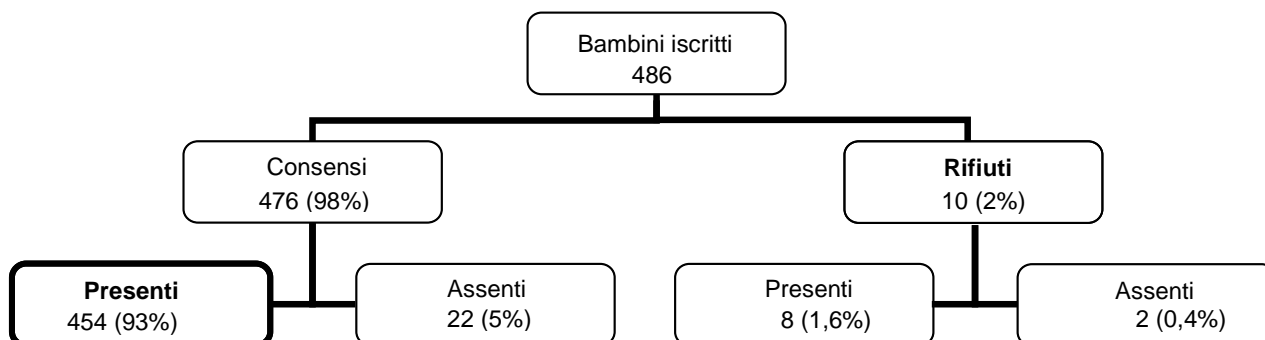 Bambini iscritti
486
Consensi
476 (98%)
Rifiuti
10 (2%)
Presenti
454 (93%)
Assenti
22 (5%)
Presenti
8 (1,6%)
Assenti
2 (0,4%)